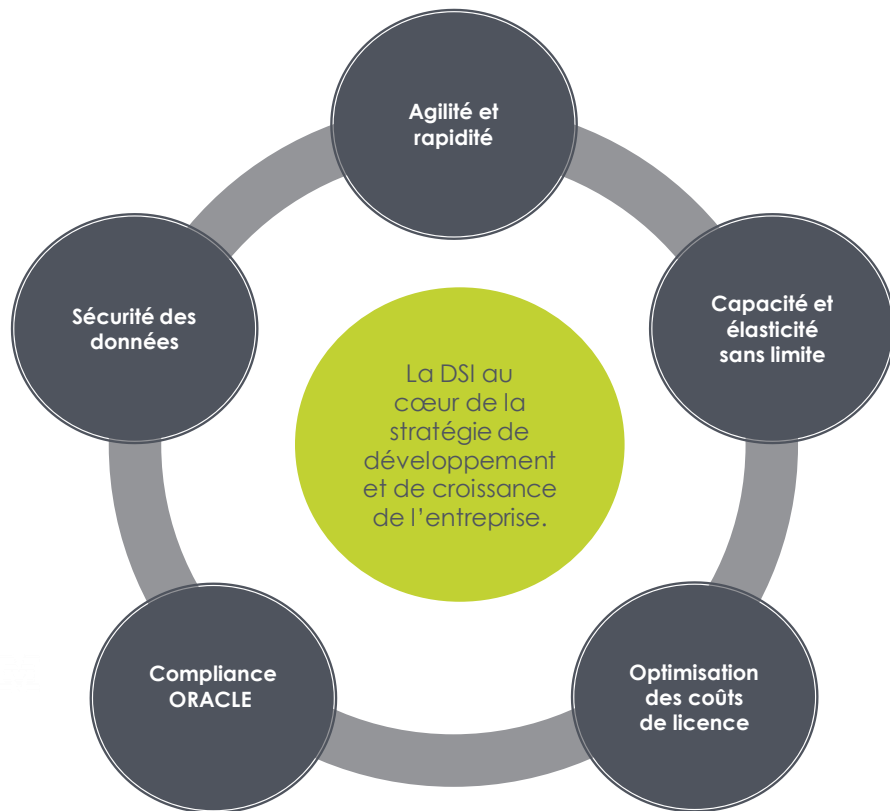 Agilité et
rapidité
Sécurité des
données
Capacité et
élasticité
sans limite
La DSI au
cœur de la
stratégie de
développement
et de croissance
de l'entreprise.
Compliance
ORACLE
Optimisation
des coûts
de licence